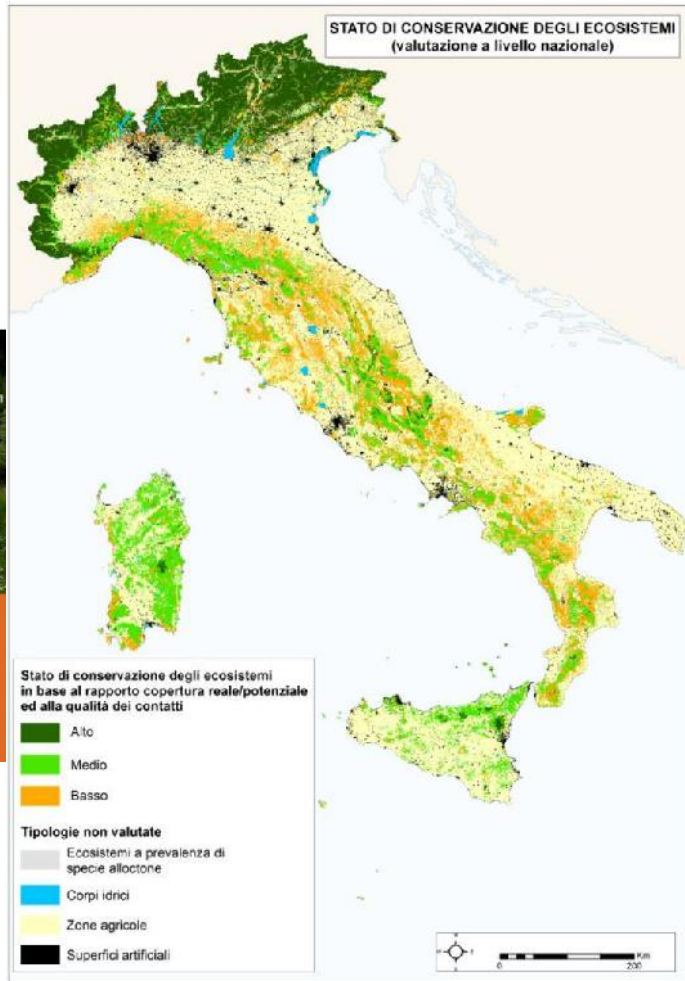 STATO DI CONSERVAZIONE DEGLI ECOSISTEMI
(valutazione a livello nazionale)
Stato di conservazione degli ecosistemi
in base al rapporto copertura reale/potenziale
ed alla qualità dei contatti
Alto
Medio
Basso
Tipologie non valutate
Ecosistemi a prevalenza di
specie alloctone
Corpi idrici
Zone agricole
Superfici artificiali
Km
0 200